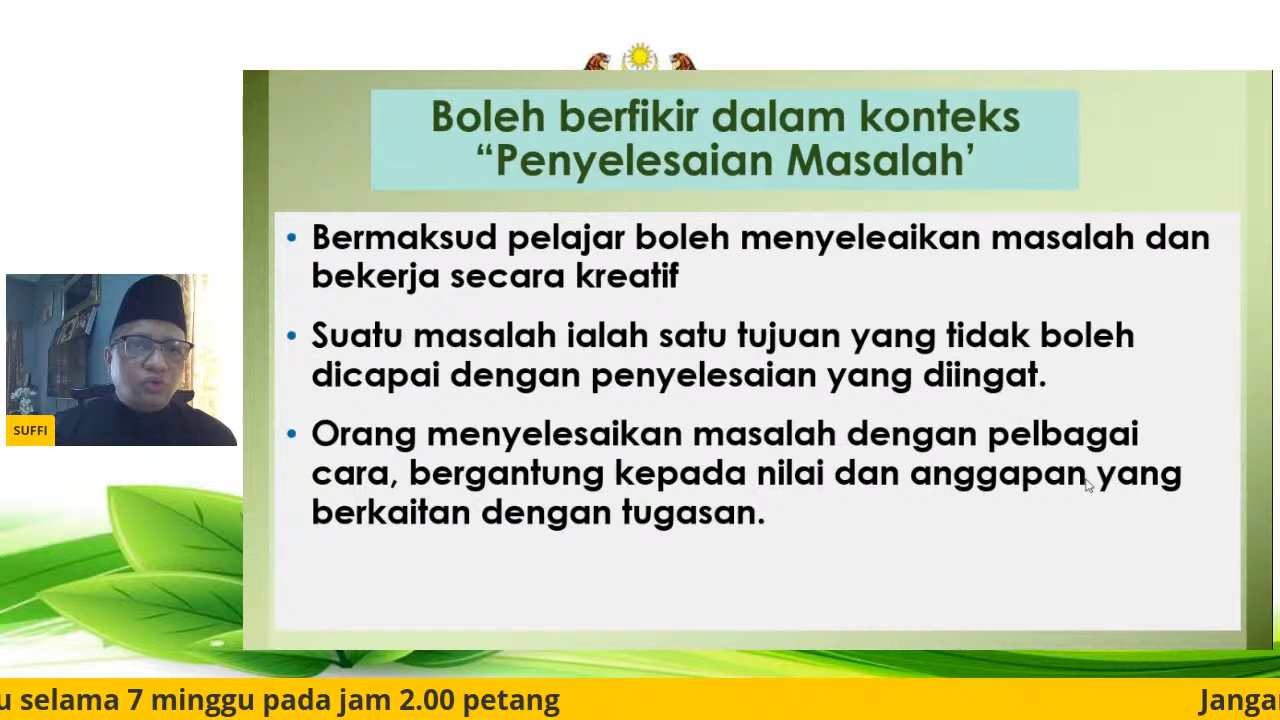 Boleh berfikir dalam konteks
“Penyelesaian Masalah’
• Bermaksud pelajar boleh menyeleaikan masalah dan
bekerja secara kreatif
• Suatu masalah ialah satu tujuan yang tidak boleh
dicapai dengan penyelesaian yang diingat.
• Orang menyelesaikan masalah dengan pelbagai
cara, bergantung kepada nilai dan anggapan yang
berkaitan dengan tugasan.
SUFFI
u selama 7 minggu pada jam 2.00 petang
Jangan